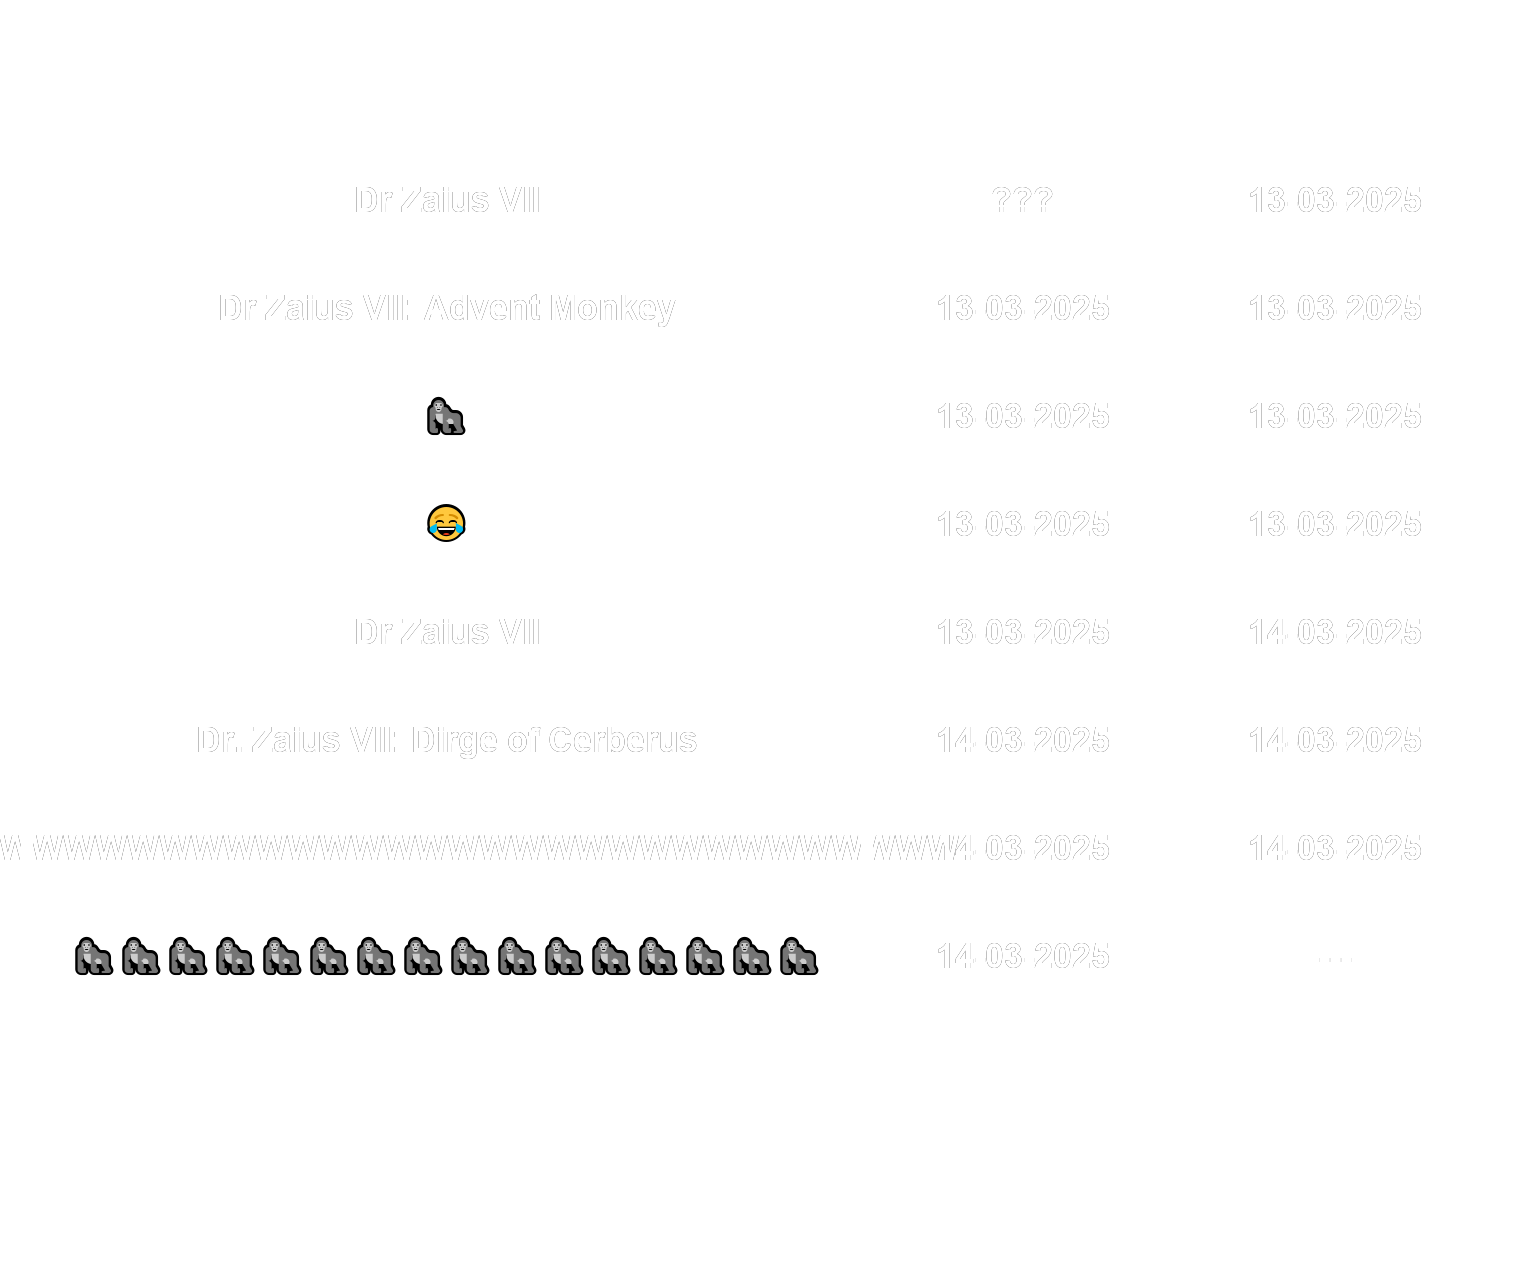 Dr Zaius VII ??? 13-03-2025
Dr Zaius VII: Advent Monkey 13-03-2025 13-03-2025
🦍 13-03-2025 13-03-2025
😂 13-03-2025 13-03-2025
Dr Zaius VII 13-03-2025 14-03-2025
Dr. Zaius VII: Dirge of Cerberus 14-03-2025 14-03-2025
14-03-2025 14-03-2025
🦍🦍🦍🦍🦍🦍🦍🦍🦍🦍🦍🦍🦍🦍🦍🦍 14-03-2025 ...